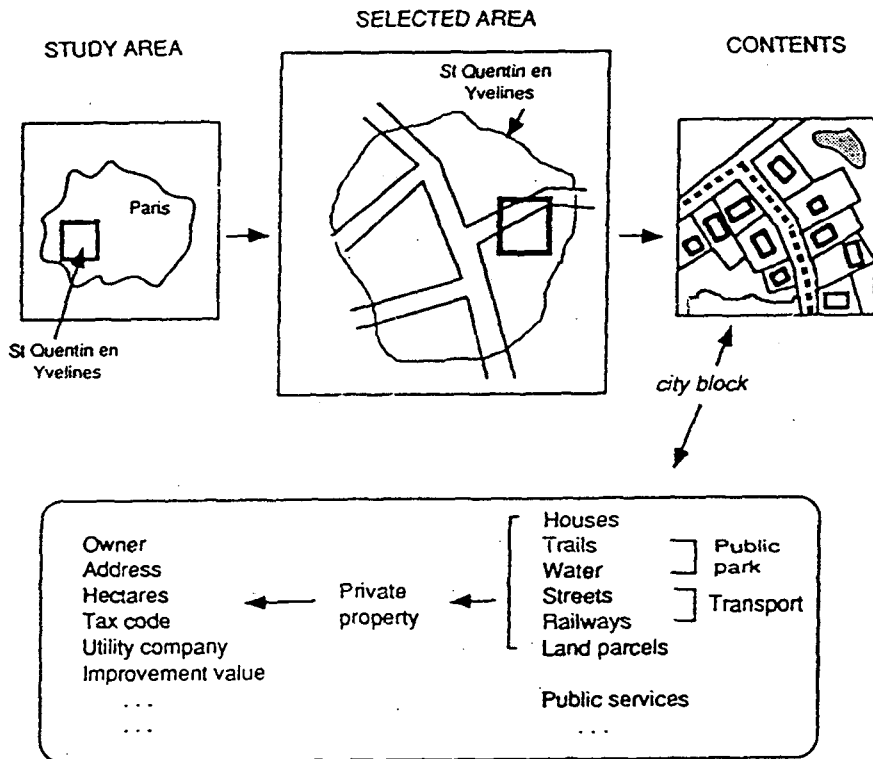 STUDY AREA
SELECTED AREA
CONTENTS
Paris
St Quentin en
Yvelines
St Quentin en
Yvelines
city block
Owner
Address
Hectares
Tax code
Utility company
Improvement value
. . .
. . .
Private
property
Houses
Trails
Water
Streets
Railways
Land parcels
Public
park
Transport
Public services
. . .